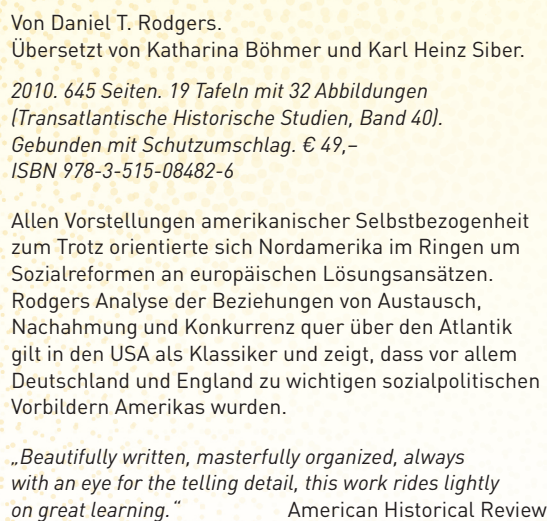 Von Daniel T. Rodgers.
Übersetzt von Katharina Böhmer und Karl Heinz Siber.
2010. 645 Seiten. 19 Tafeln mit 32 Abbildungen
(Transatlantische Historische Studien, Band 40).
Gebunden mit Schutzumschlag. € 49,–
ISBN 978-3-515-08482-6
Allen Vorstellungen amerikanischer Selbstbezogenheit
zum Trotz orientierte sich Nordamerika im Ringen um
Sozialreformen an europäischen Lösungsansätzen.
Rodgers Analyse der Beziehungen von Austausch,
Nachahmung und Konkurrenz quer über den Atlantik
gilt in den USA als Klassiker und zeigt, dass vor allem
Deutschland und England zu wichtigen sozialpolitischen
Vorbildern Amerikas wurden.
„Beautifully written, masterfully organized, always
with an eye for the telling detail, this work rides lightly
on great learning.“ American Historical Review